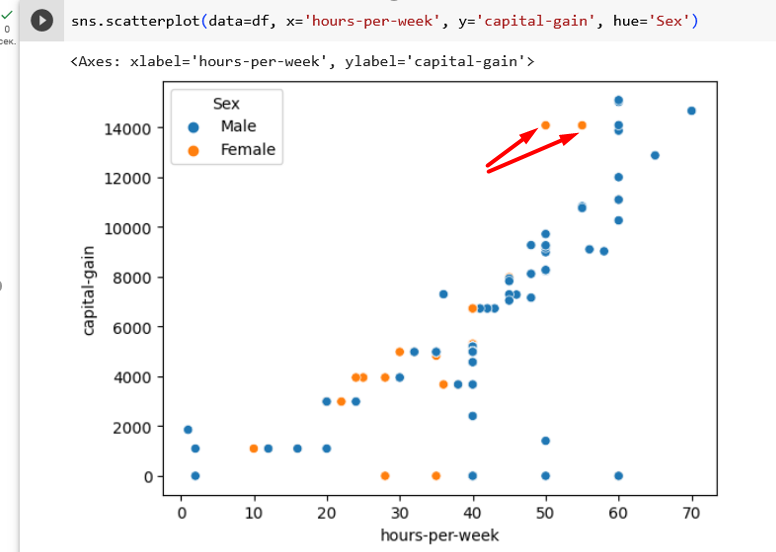 0
сек.
sns.scatterplot(data=df, x='hours-per-week', y='capital-gain', hue='Sex')
<Axes: xlabel='hours-per-week', ylabel='capital-gain'>
Sex
Male
Female
14000
12000
10000
8000
6000
4000
2000
0
capital-gain
0 10 20 30 40 50 60 70
hours-per-week